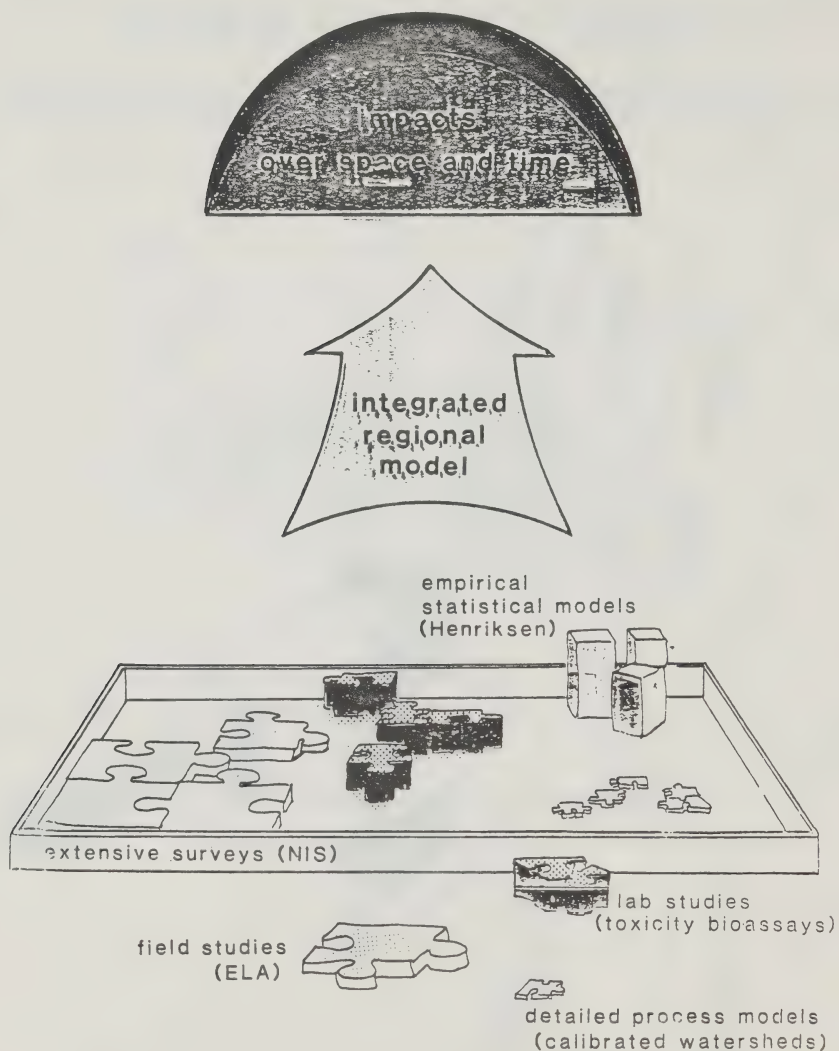 impacts
over space and time
integrated
regional
model
empirical
statistical models
(Henriksen)
extensive surveys (NIS)
lab studies
(toxicity bioassays)
field studies
(ELA)
detailed process models
(calibrated watersheds)